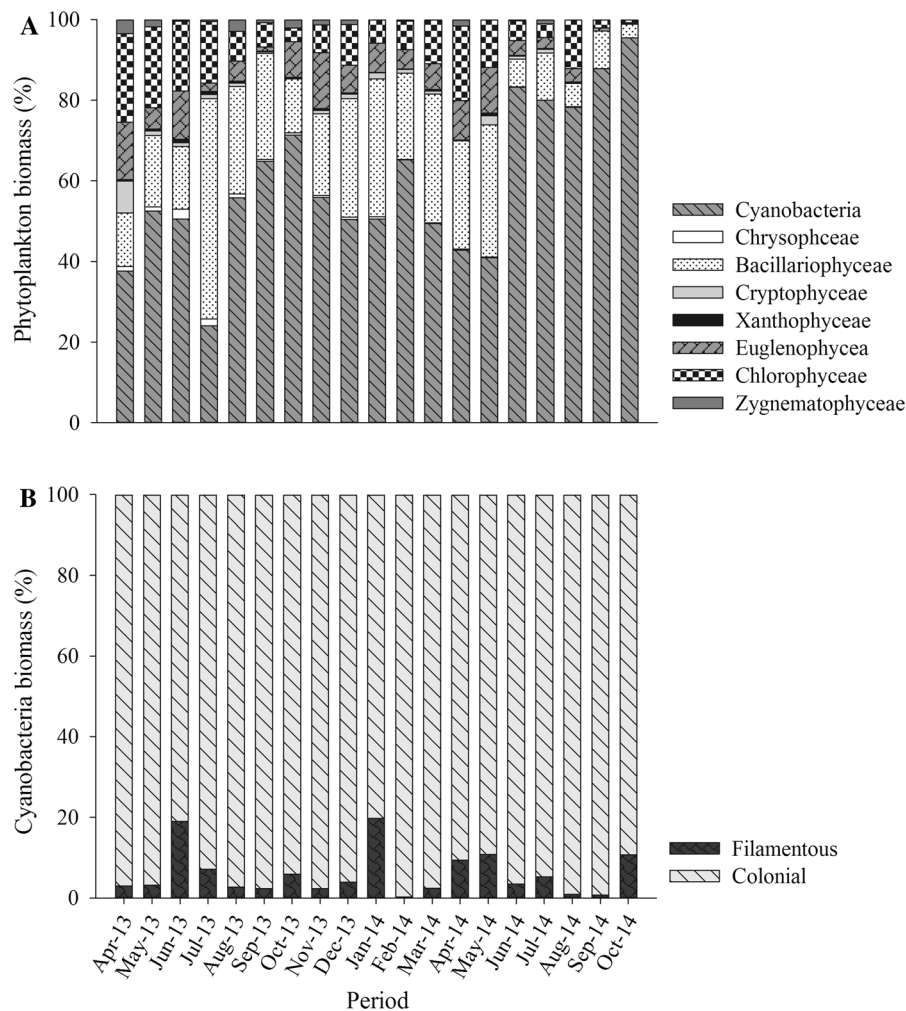 A
100
80
60
40
20
0
Phytoplankton biomass (%)
Cyanobacteria
Chrysophceae
Bacillariophyceae
Cryptophyceae
Xanthophyceae
Euglenophycea
Chlorophyceae
Zygnematophyceae
B
100
80
60
40
20
0
Cyanobacteria biomass (%)
Filamentous
Colonial
Apr-13
May-13
Jun-13
Jul-13
Aug-13
Sep-13
Oct-13
Nov-13
Dec-13
Jan-14
Feb-14
Mar-14
Apr-14
May-14
Jun-14
Jul-14
Aug-14
Sep-14
Oct-14
Period